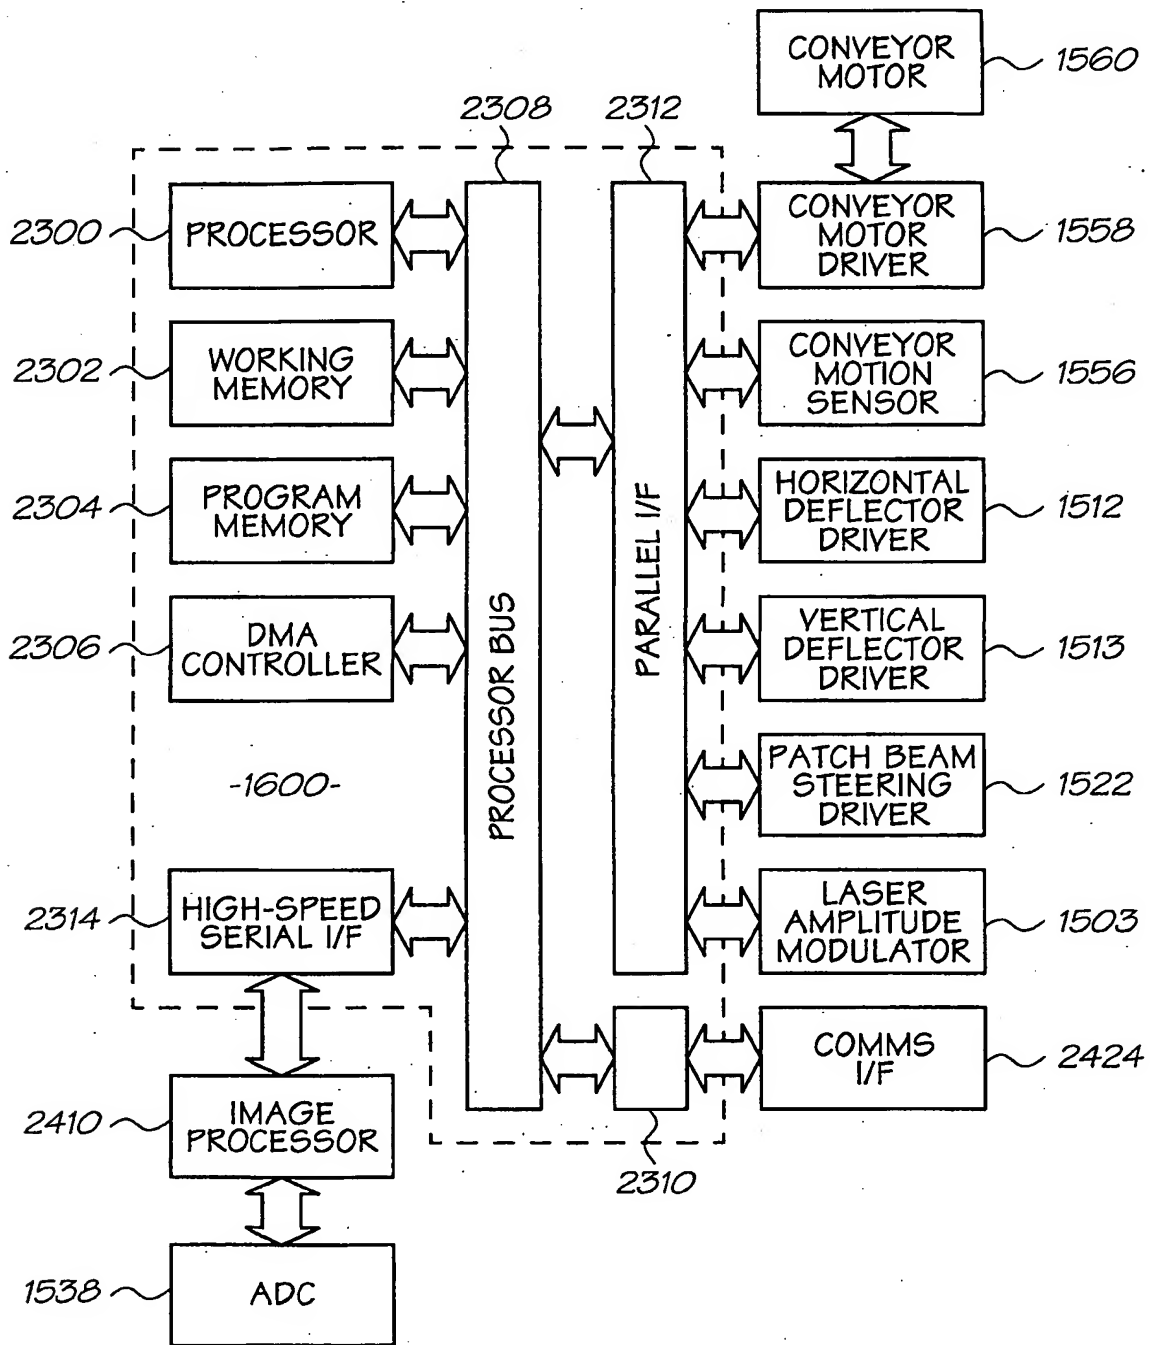 CONVEYOR
MOTOR
1560
2308
2312
2300
PROCESSOR
CONVEYOR
MOTOR
DRIVER
1558
2302
WORKING
MEMORY
CONVEYOR
MOTION
SENSOR
1556
2304
PROGRAM
MEMORY
HORIZONTAL
DEFLECTOR
DRIVER
1512
PROCESSOR BUS
PARALLEL I/F
2306
DMA
CONTROLLER
VERTICAL
DEFLECTOR
DRIVER
1513
-1600-
PATCH BEAM
STEERING
DRIVER
1522
2314
HIGH-SPEED
SERIAL I/F
LASER
AMPLITUDE
MODULATOR
1503
COMMS
I/F
2424
2410
IMAGE
PROCESSOR
2310
1538
ADC